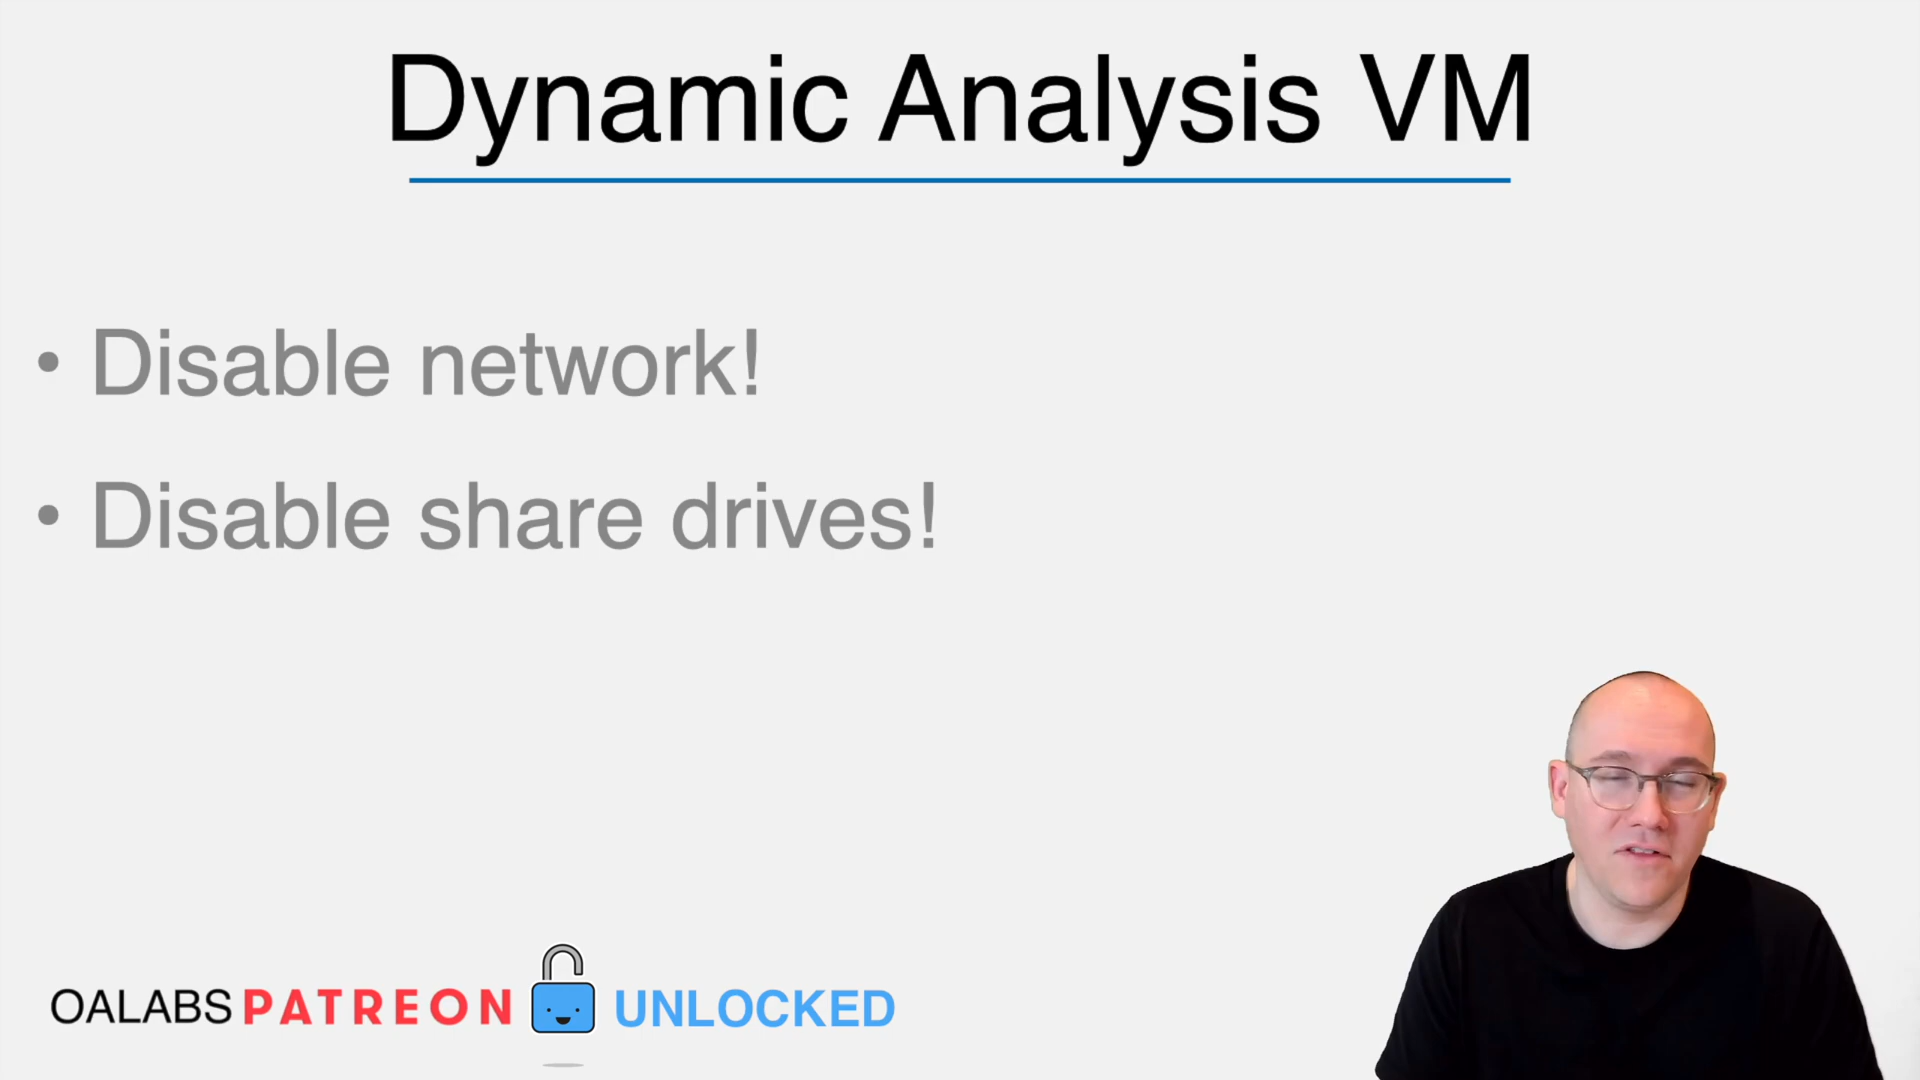 Dynamic Analysis VM
• Disable network!
• Disable share drives!
OALABS PATREON UNLOCKED